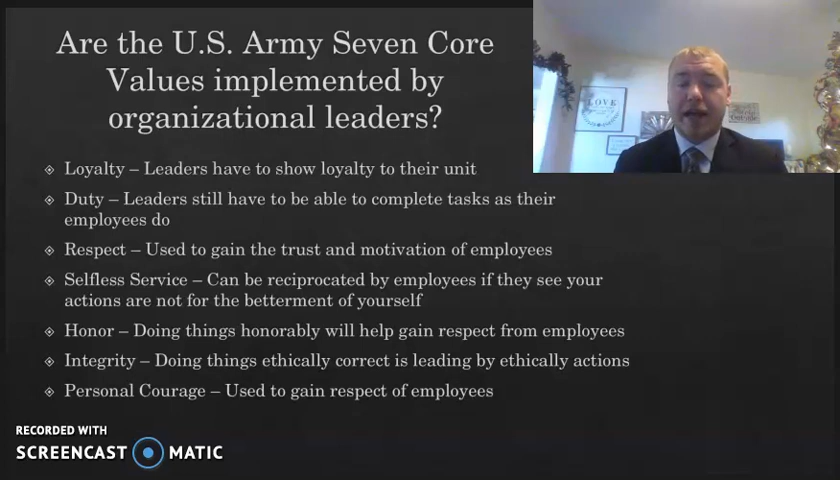 Are the U.S. Army Seven Core
Values implemented by
organizational leaders?
LOVE
Loyalty – Leaders have to show loyalty to their unit
Duty – Leaders still have to be able to complete tasks as their
employees do
Respect – Used to gain the trust and motivation of employees
Selfless Service – Can be reciprocated by employees if they see your
actions are not for the betterment of yourself
Honor – Doing things honorably will help gain respect from employees
Integrity – Doing things ethically correct is leading by ethically actions
Personal Courage – Used to gain respect of employees
RECORDED WITH
SCREENCAST MATIC